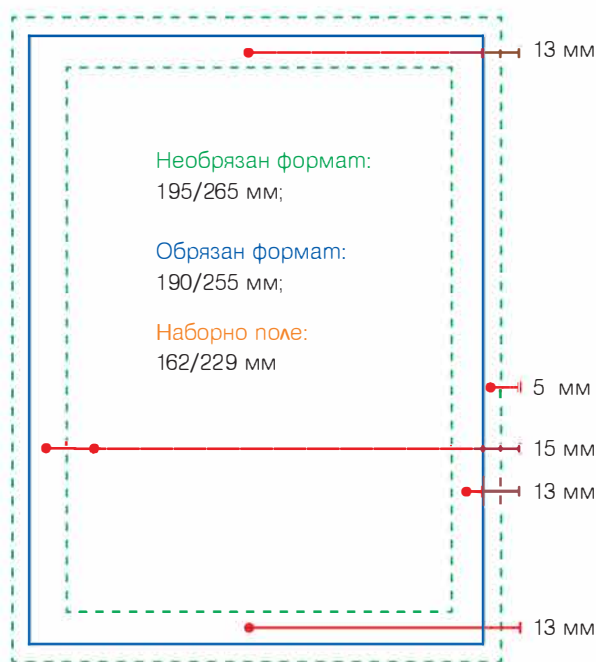 13 мм
Необрязан формат:
195/265 мм;
Обрязан формат:
190/255 мм;
Наборно поле:
162/229 мм
5 мм
15 мм
13 мм
13 мм